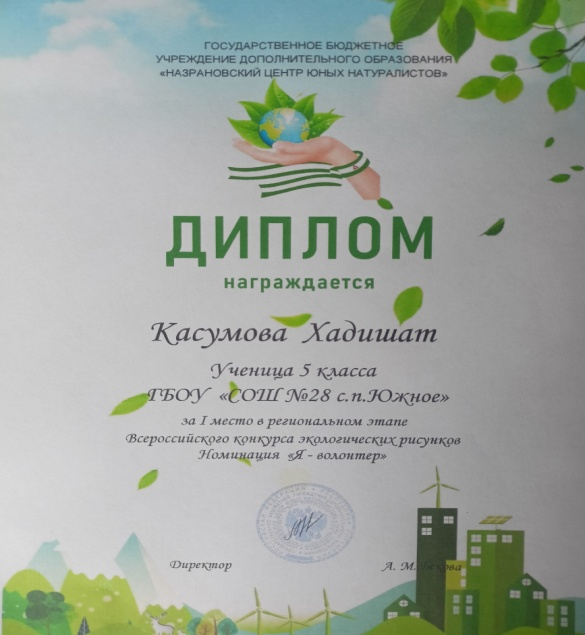 ГОСУДАРСТВЕННОЕ БЮДЖЕТНОЕ
УЧРЕЖДЕНИЕ ДОПОЛНИТЕЛЬНОГО ОБРАЗОВАНИЯ
«НАЗРАНОВСКИЙ ЦЕНТР ЮНЫХ НАТУРАЛИСТОВ»
ДИПЛОМ
награждается
Касумова Хадишат
Ученица 5 класса
ГБОУ «СОШ №28 с.п.Южное»
за I место в региональном этапе
Всероссийского конкурса экологических рисунков
Номинация «Я - волонтер»
Директор А. М.